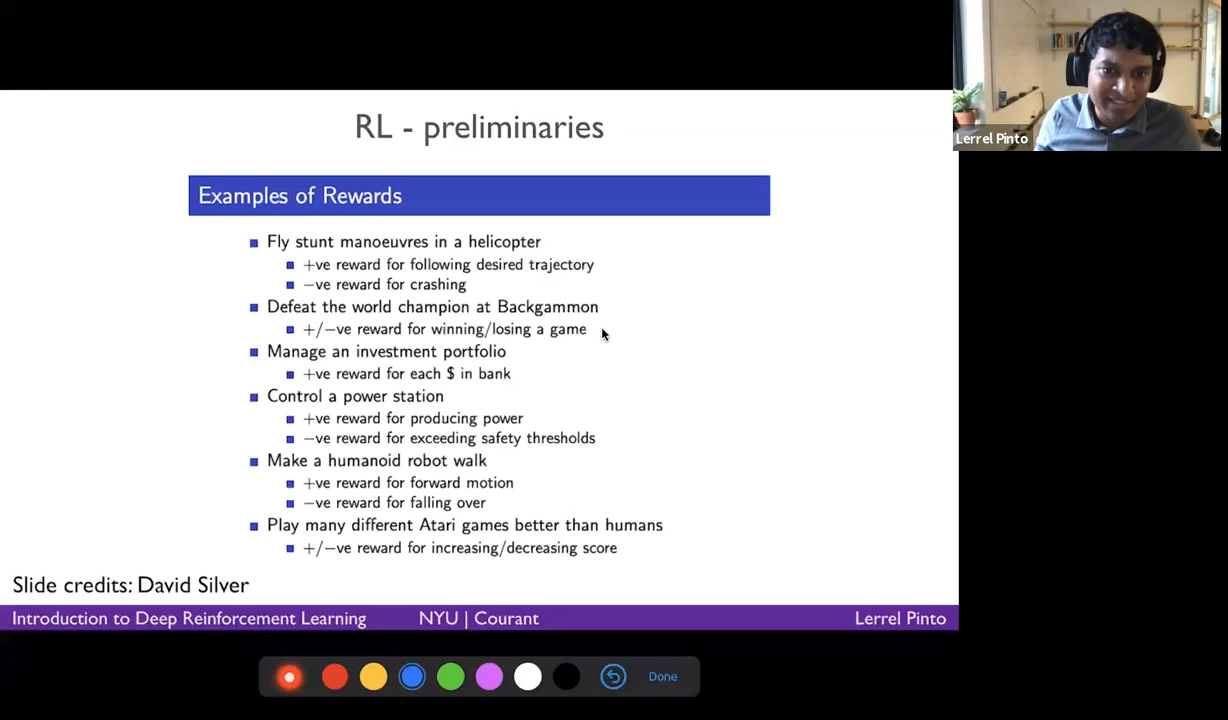 RL - preliminaries
Lerrel Pinto
Examples of Rewards
Fly stunt manoeuvres in a helicopter
+ve reward for following desired trajectory
−ve reward for crashing
Defeat the world champion at Backgammon
+/−ve reward for winning/losing a game
Manage an investment portfolio
+ve reward for each $ in bank
Control a power station
+ve reward for producing power
−ve reward for exceeding safety thresholds
Make a humanoid robot walk
+ve reward for forward motion
−ve reward for falling over
Play many different Atari games better than humans
+/−ve reward for increasing/decreasing score
Slide credits: David Silver
Introduction to Deep Reinforcement Learning NYU | Courant Lerrel Pinto
Done